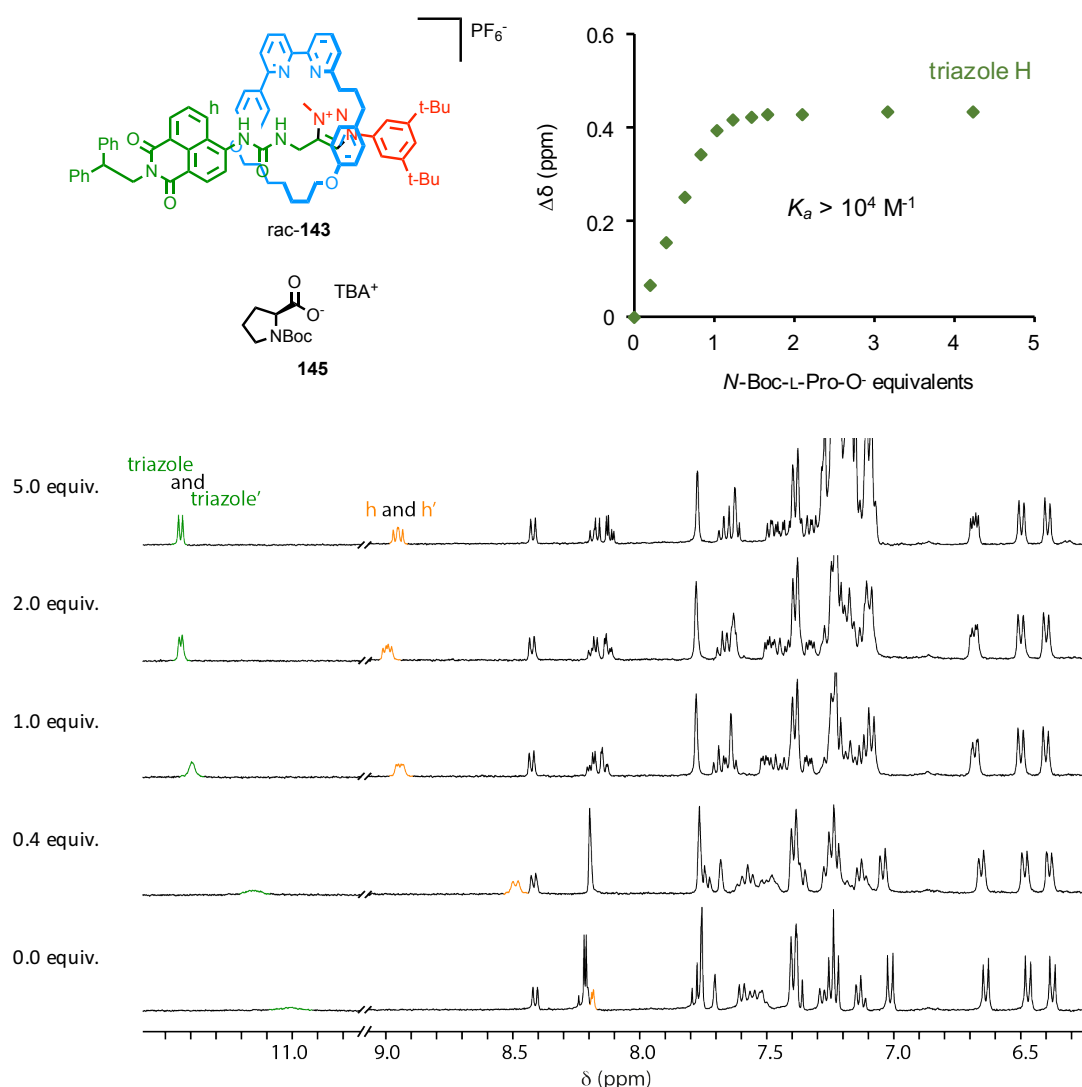 PF₆⁻
N N
t-Bu
h
N⁺ N
N
H H
N N
O
O
O
N
Ph
Ph
O
O
t-Bu
rac-143
O
TBA⁺
O⁻
NBoc
145
0.6
triazole H
0.4
Δδ (ppm)
Kₐ > 10⁴ M⁻¹
0.2
0
0 1 2 3 4 5
N-Boc-L-Pro-O⁻ equivalents
triazole
and
triazole’
h and h’
5.0 equiv.
2.0 equiv.
1.0 equiv.
0.4 equiv.
0.0 equiv.
11.0 9.0 8.5 8.0 7.5 7.0 6.5
δ (ppm)